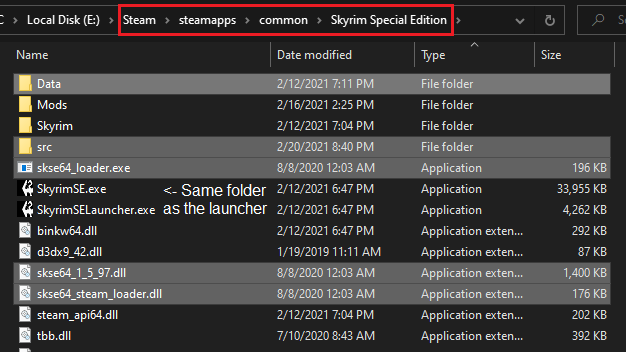 C > Local Disk (E:) > Steam > steamapps > common > Skyrim Special Edition >
Name Date modified Type Size
Data 2/12/2021 7:11 PM File folder
Mods 2/16/2021 2:25 PM File folder
Skyrim 2/12/2021 7:04 PM File folder
src 2/20/2021 8:40 PM File folder
skse64_loader.exe 8/8/2020 12:03 AM Application 196 KB
SkyrimSE.exe <- Same folder 2/12/2021 6:47 PM Application 33,955 KB
SkyrimSELauncher.exe as the launcher 2/12/2021 6:47 PM Application 4,262 KB
binkw64.dll 2/12/2021 6:47 PM Application exten... 292 KB
d3dx9_42.dll 1/19/2019 11:11 AM Application exten... 87 KB
skse64_1_5_97.dll 8/8/2020 12:03 AM Application exten... 1,400 KB
skse64_steam_loader.dll 8/8/2020 12:03 AM Application exten... 176 KB
steam_api64.dll 2/12/2021 7:04 PM Application exten... 202 KB
tbb.dll 7/10/2020 8:43 AM Application exten... 392 KB